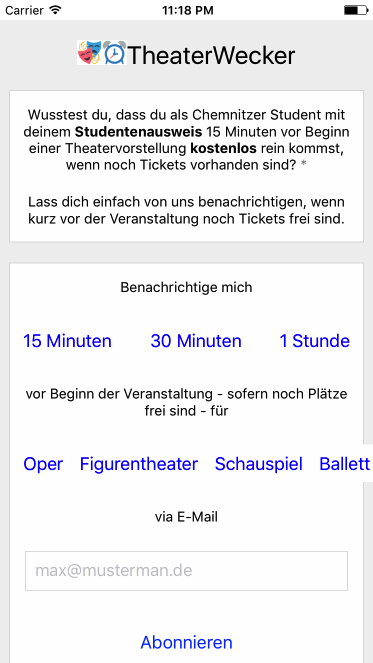 Carrier 11:18 PM
TheaterWecker
Wusstest du, dass du als Chemnitzer Student mit
deinem Studentenausweis 15 Minuten vor Beginn
einer Theatervorstellung kostenlos rein kommst,
wenn noch Tickets vorhanden sind? *
Lass dich einfach von uns benachrichtigen, wenn
kurz vor der Veranstaltung noch Tickets frei sind.
Benachrichtige mich
15 Minuten 30 Minuten 1 Stunde
vor Beginn der Veranstaltung - sofern noch Plätze
frei sind - für
Oper Figurentheater Schauspiel Ballett
via E-Mail
max@musterman.de
Abonnieren